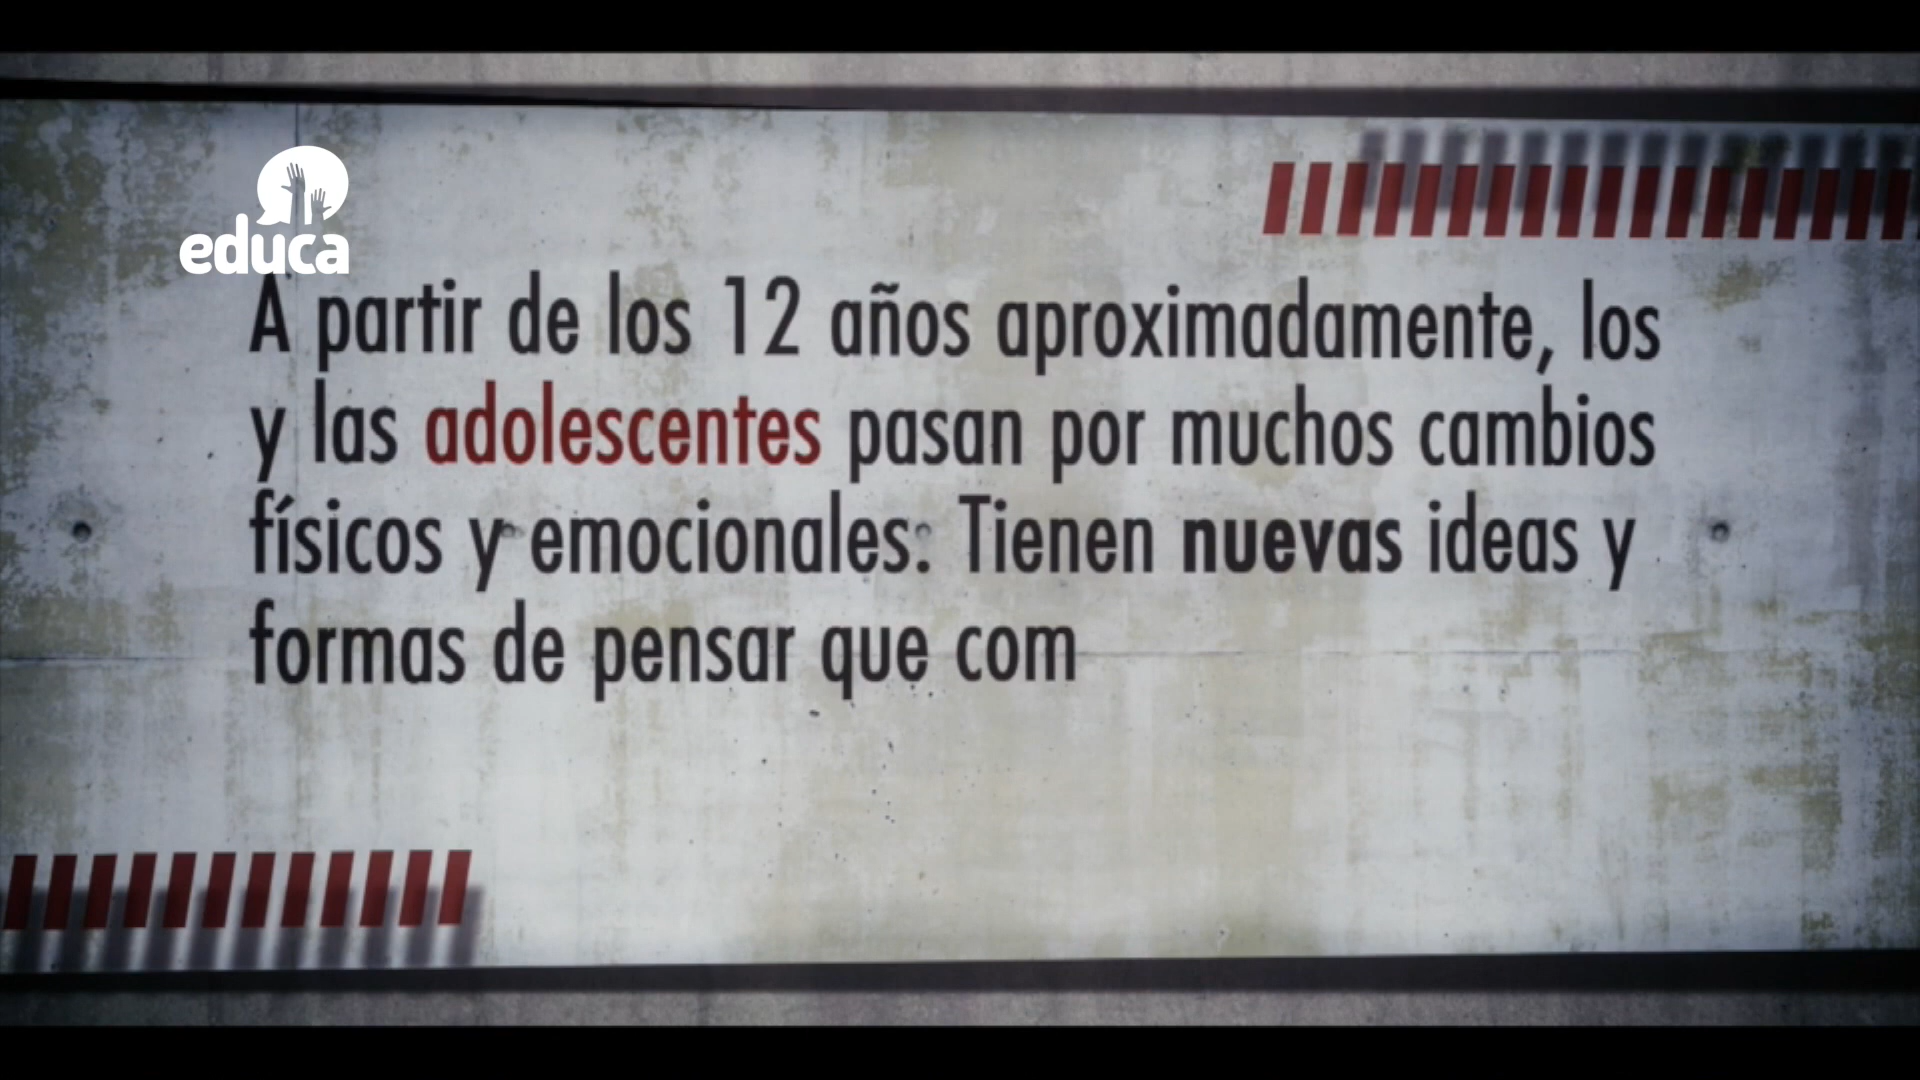 educa
A partir de los 12 años aproximadamente, los
y las adolescentes pasan por muchos cambios
físicos y emocionales. Tienen nuevas ideas y
formas de pensar que com